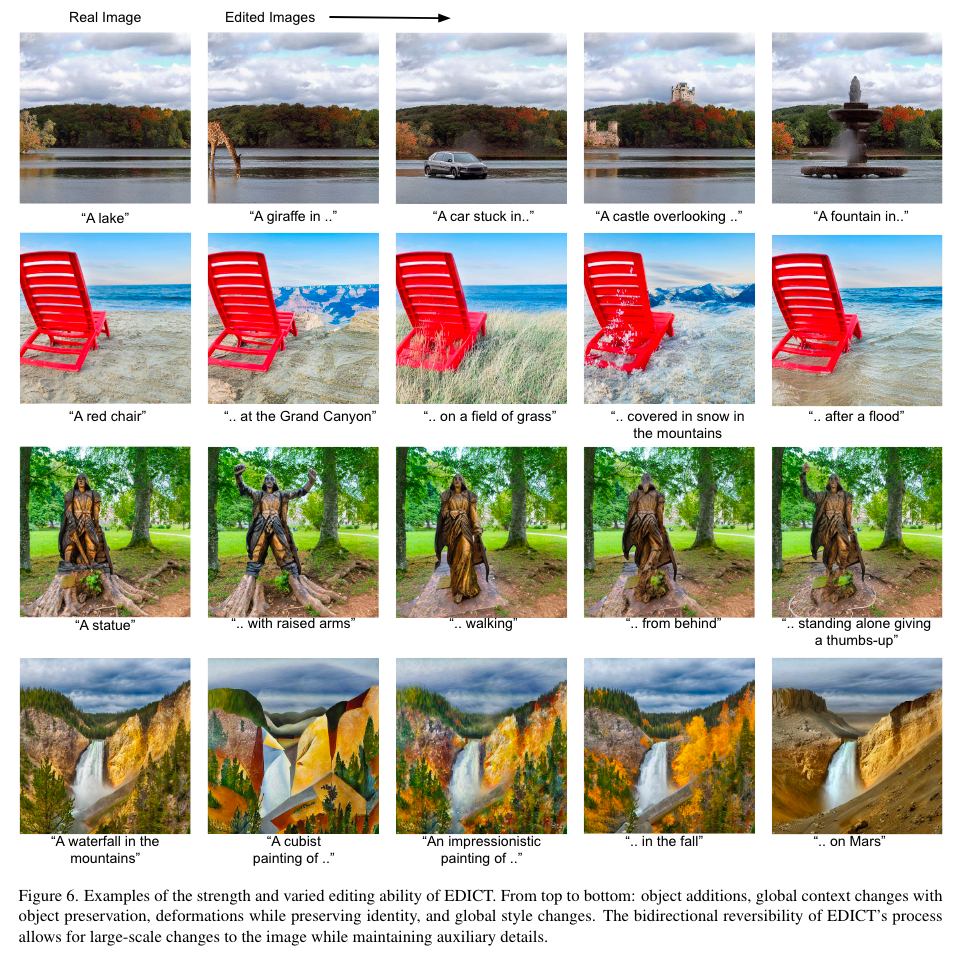 Real Image
Edited Images
“A lake”
“A giraffe in ..”
“A car stuck in..”
“A castle overlooking ..”
“A fountain in..”
“A red chair”
“.. at the Grand Canyon”
“.. on a field of grass”
“.. covered in snow in
the mountains
“.. after a flood”
“A statue”
“.. with raised arms”
“.. walking”
“.. from behind”
“.. standing alone giving
a thumbs-up”
“A waterfall in the
mountains”
“A cubist
painting of ..”
“An impressionistic
painting of ..”
“.. in the fall”
“.. on Mars”
Figure 6. Examples of the strength and varied editing ability of EDICT. From top to bottom: object additions, global context changes with
object preservation, deformations while preserving identity, and global style changes. The bidirectional reversibility of EDICT’s process
allows for large-scale changes to the image while maintaining auxiliary details.